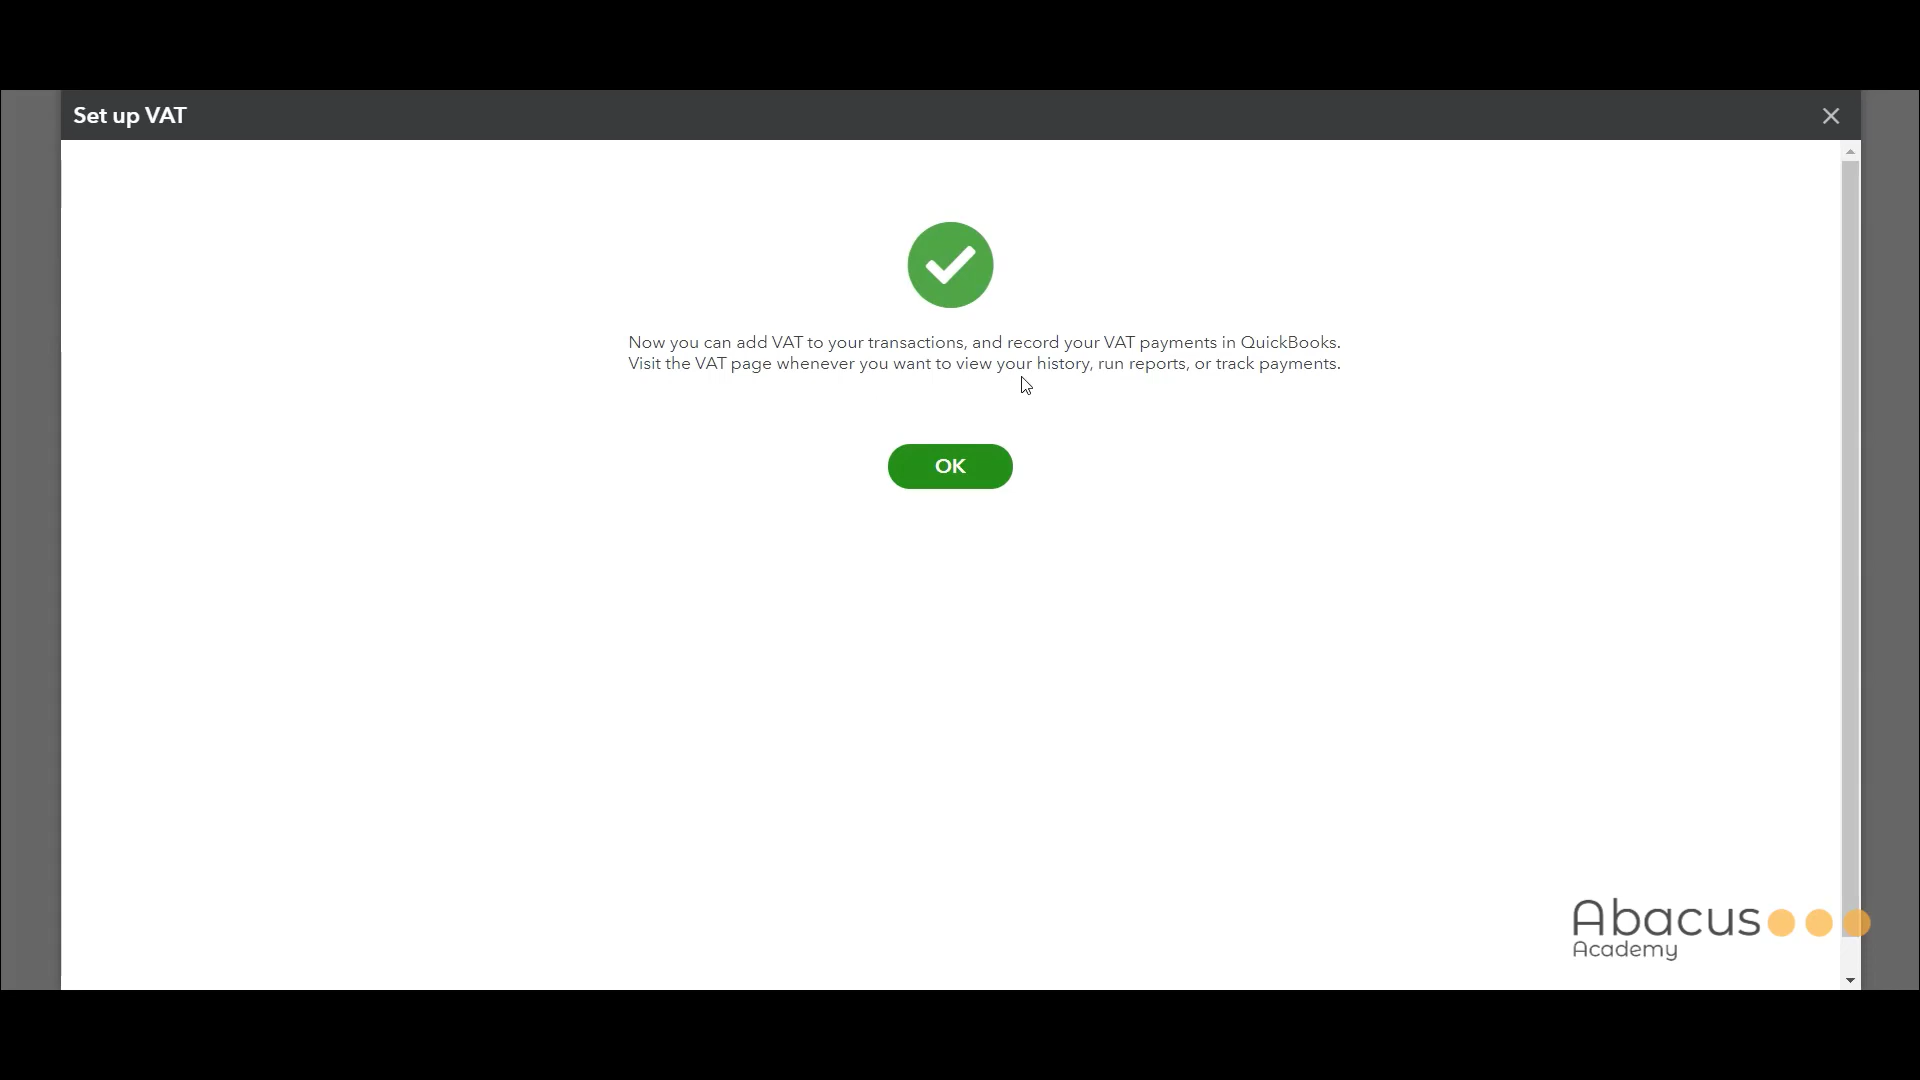 Set up VAT
Now you can add VAT to your transactions, and record your VAT payments in QuickBooks.
Visit the VAT page whenever you want to view your history, run reports, or track payments.
OK
Abacus
Academy